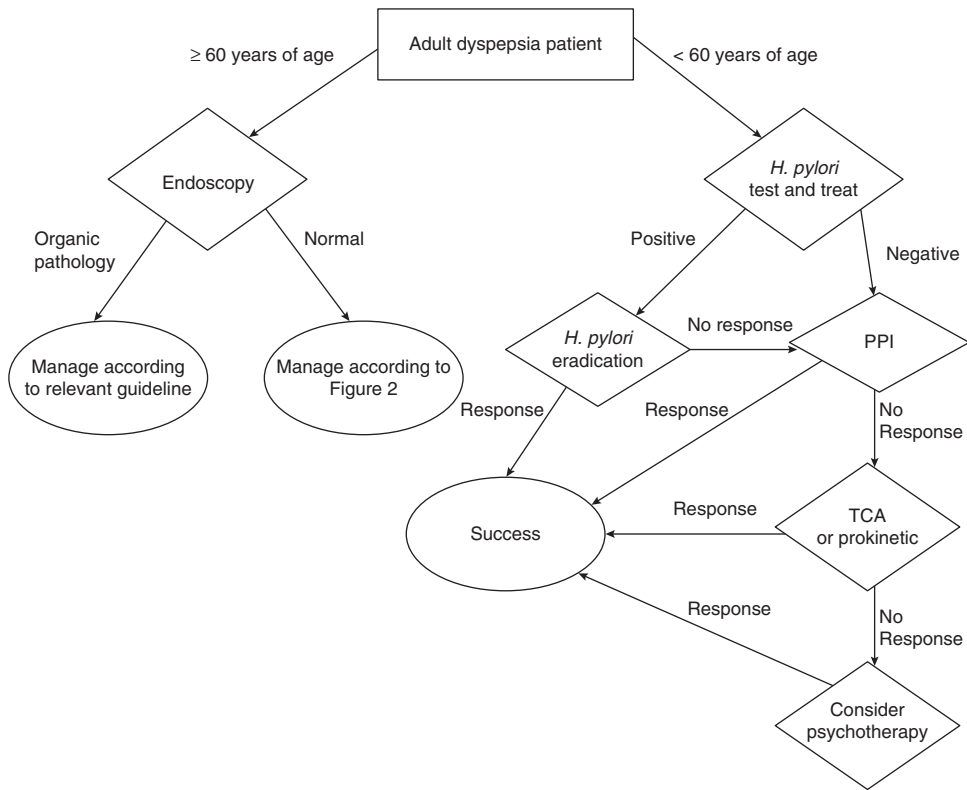 Adult dyspepsia patient
≥ 60 years of age
< 60 years of age
Endoscopy
H. pylori
test and treat
Organic
pathology
Normal
Positive
Negative
Manage according
to relevant guideline
Manage according to
Figure 2
H. pylori
eradication
No response
PPI
Response
Response
No
Response
Success
Response
TCA
or prokinetic
Response
No
Response
Consider
psychotherapy